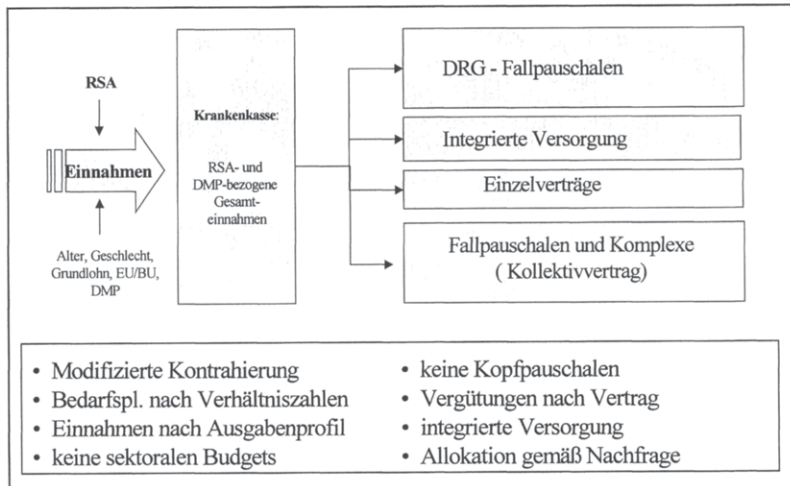 RSA
Einnahmen
Alter, Geschlecht,
Grundlohn, EU/BU,
DMP
Krankenkasse:
RSA- und
DMP-bezogene
Gesamt-
einnahmen
DRG - Fallpauschalen
Integrierte Versorgung
Einzelverträge
Fallpauschalen und Komplexe
( Kollektivvertrag)
• Modifizierte Kontrahierung
• Bedarfspl. nach Verhältniszahlen
• Einnahmen nach Ausgabenprofil
• keine sektoralen Budgets
• keine Kopfpauschalen
• Vergütungen nach Vertrag
• integrierte Versorgung
• Allokation gemäß Nachfrage